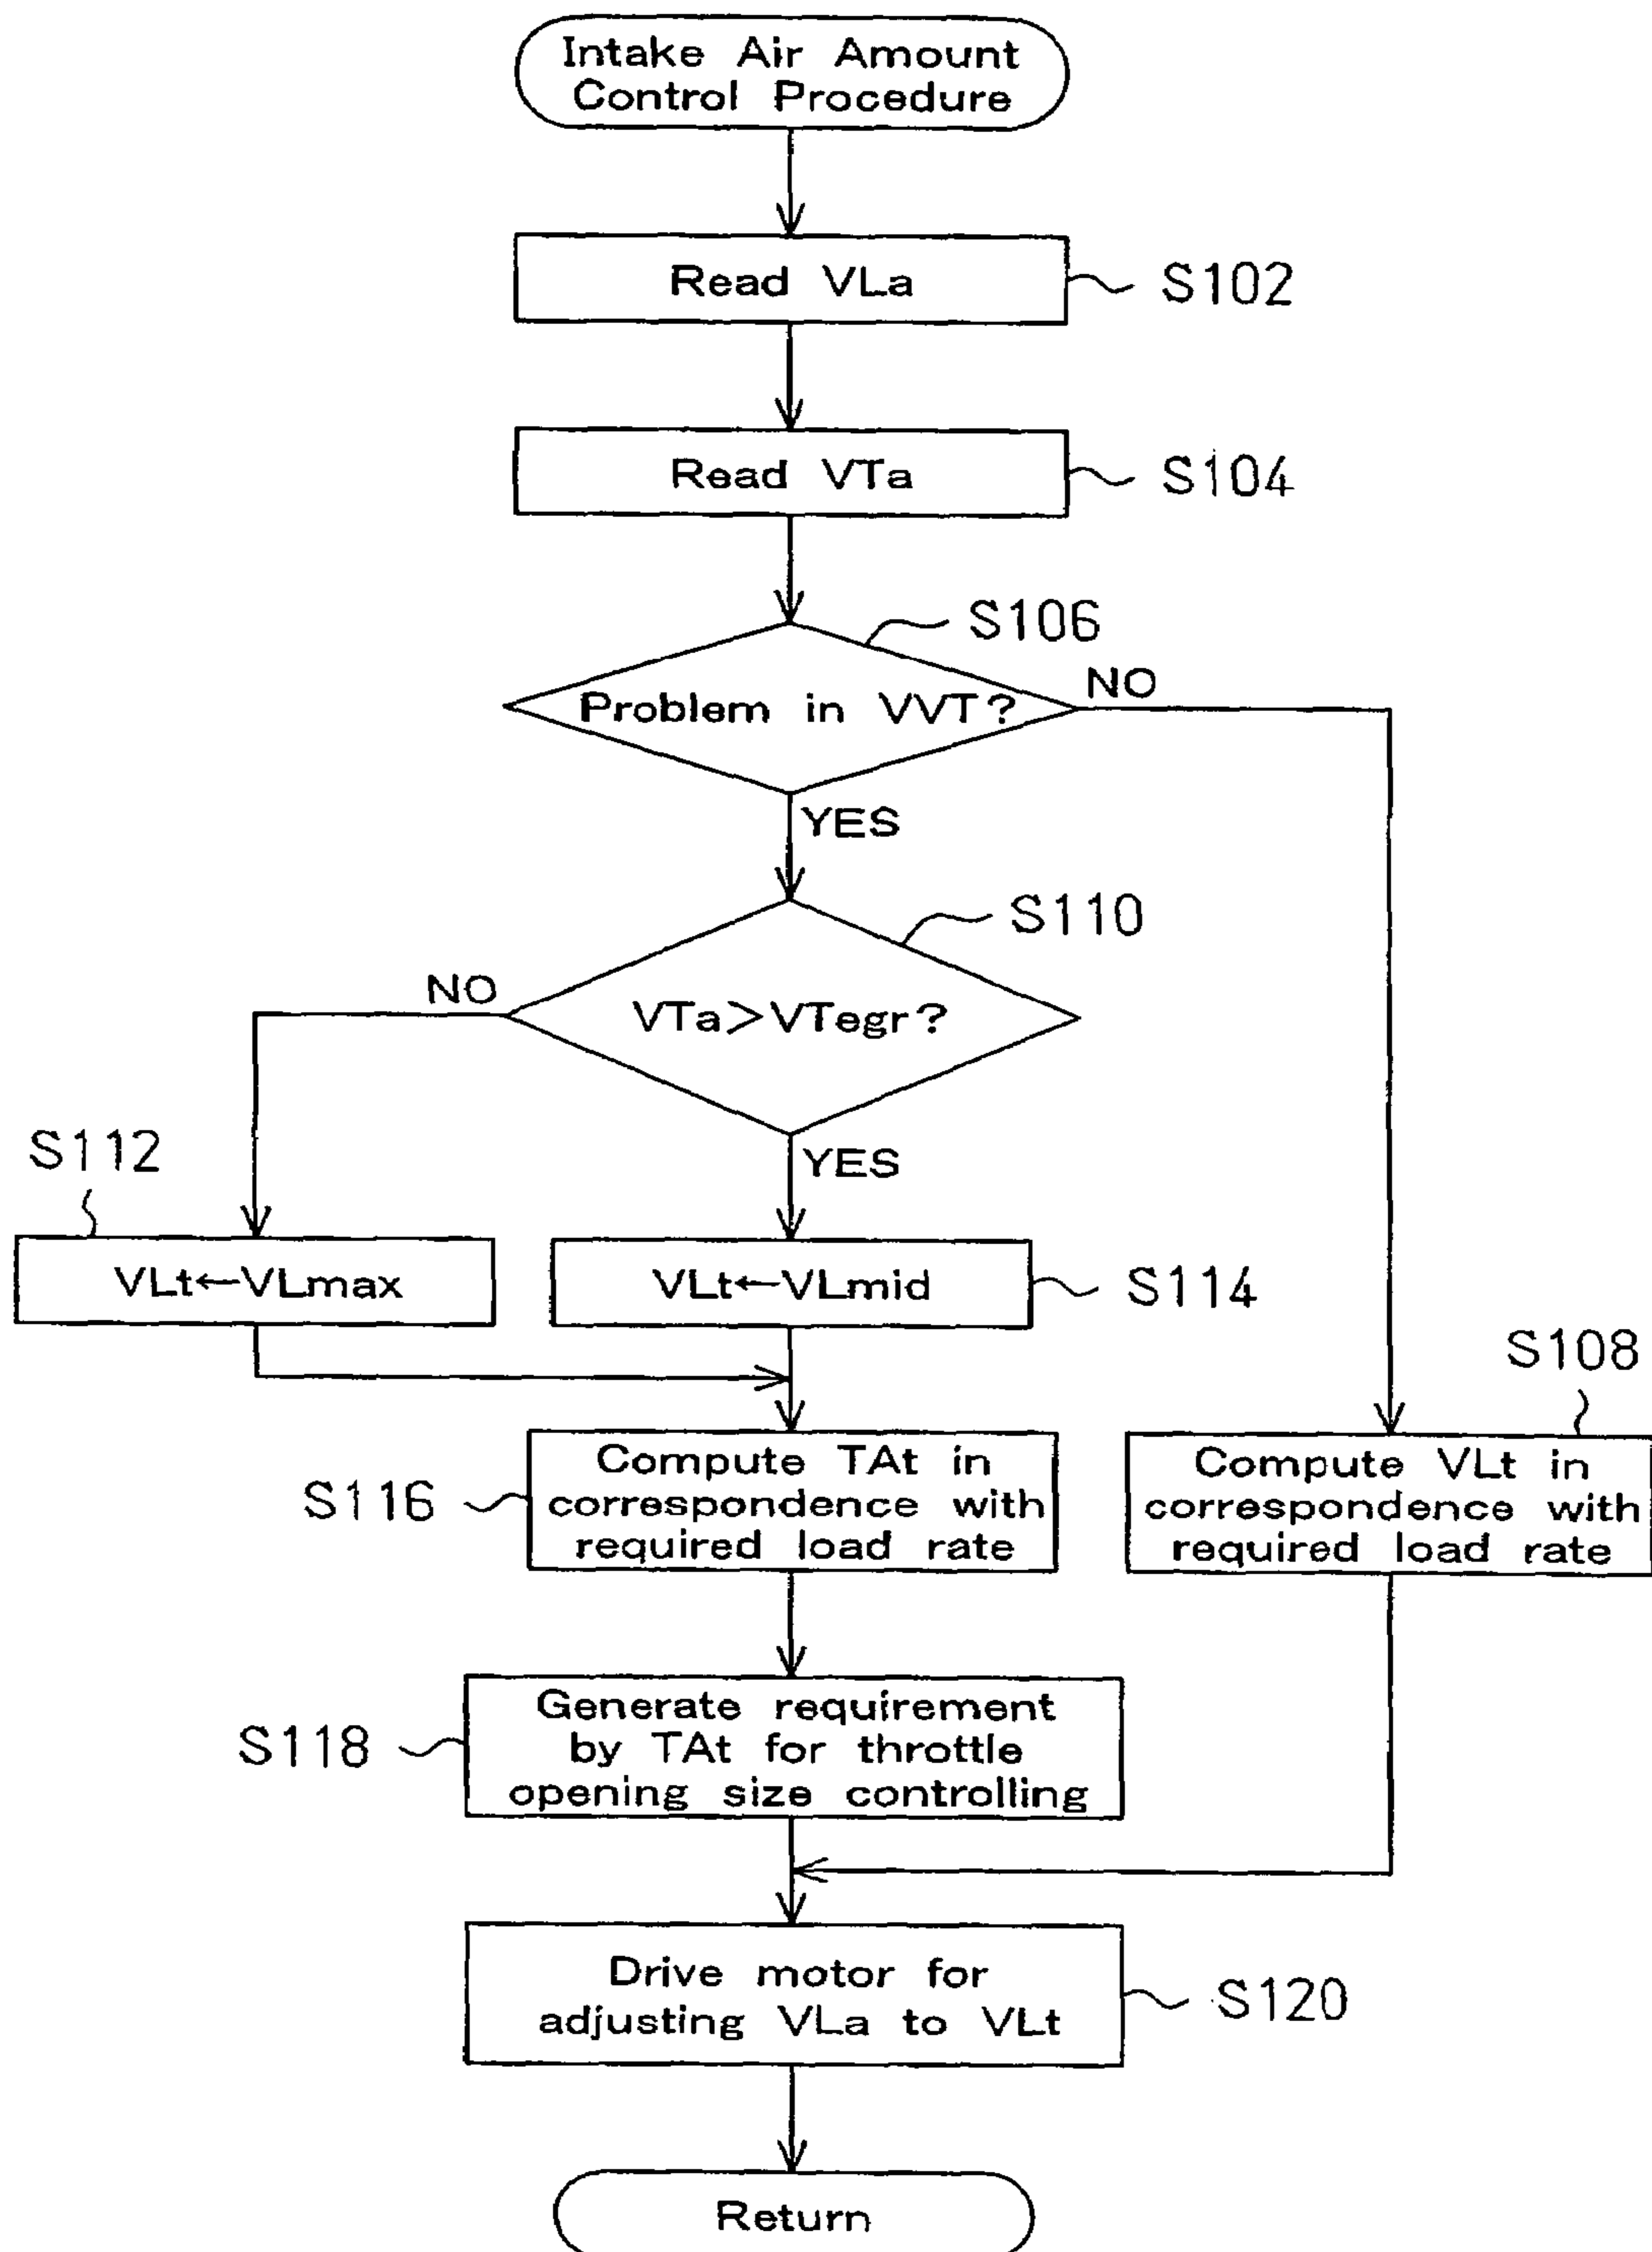 Intake Air Amount
Control Procedure
Read VLa
S102
Read VTa
S104
S106
Problem in VVT?
NO
YES
S110
NO
VTa>VTegr?
YES
S112
VLt←VLmax
VLt←VLmid
S114
S108
S116
Compute TAt in
correspondence with
required load rate
Compute VLt in
correspondence with
required load rate
S118
Generate requirement
by TAt for throttle
opening size controlling
Drive motor for
adjusting VLa to VLt
S120
Return